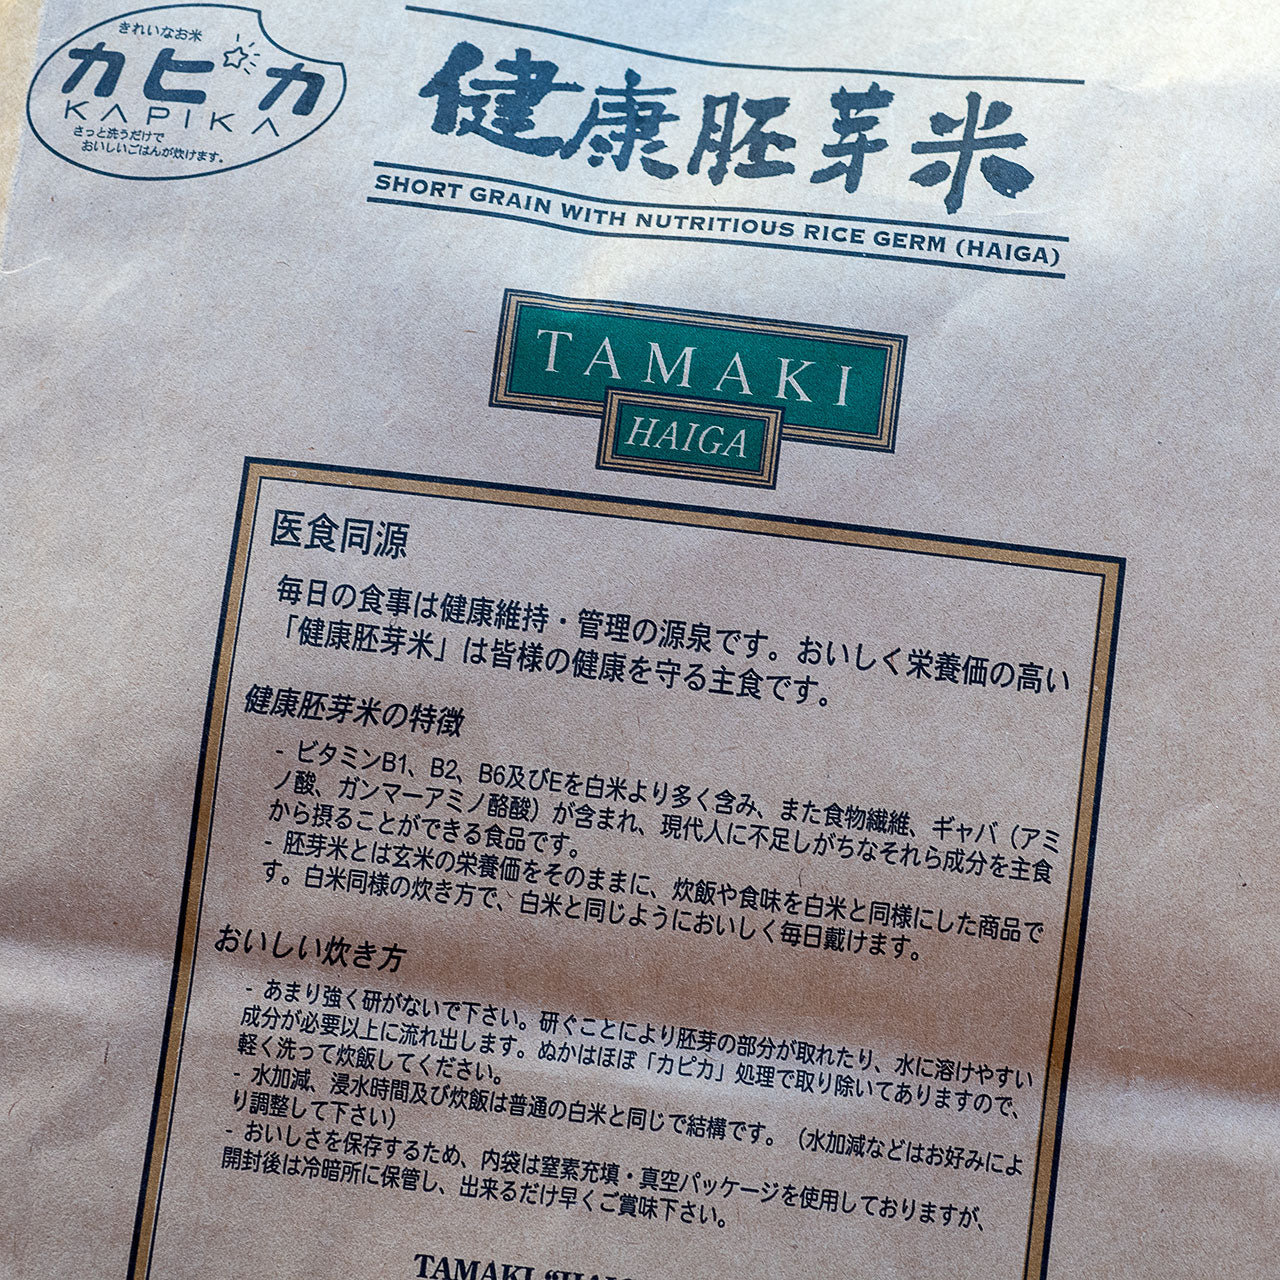 きれいなお米
カピカ
KAPIKA
さっと洗うだけで
おいしいごはんが炊けます。
健康胚芽米
SHORT GRAIN WITH NUTRITIOUS RICE GERM (HAIGA)
TAMAKI
HAIGA
医食同源
毎日の食事は健康維持・管理の源泉です。おいしく栄養価の高い
「健康胚芽米」は皆様の健康を守る主食です。
健康胚芽米の特徴
- ビタミンB1、B2、B6及びEを白米より多く含み、また食物繊維、ギャバ（アミ
ノ酸、ガンマーアミノ酪酸）が含まれ、現代人に不足しがちなそれら成分を主食
から摂ることができる食品です。
- 胚芽米とは玄米の栄養価をそのままに、炊飯や食味を白米と同様にした商品で
す。白米同様の炊き方で、白米と同じようにおいしく毎日戴けます。
おいしい炊き方
- あまり強く研がないで下さい。研ぐことにより胚芽の部分が取れたり、水に溶けやすい
成分が必要以上に流れ出します。ぬかはほぼ「カピカ」処理で取り除いてありますので、
軽く洗って炊飯してください。
- 水加減、浸水時間及び炊飯は普通の白米と同じで結構です。（水加減などはお好みによ
り調整して下さい）
- おいしさを保存するため、内袋は窒素充填・真空パッケージを使用しておりますが、
開封後は冷暗所に保管し、出来るだけ早くご賞味下さい。
TAMAKI